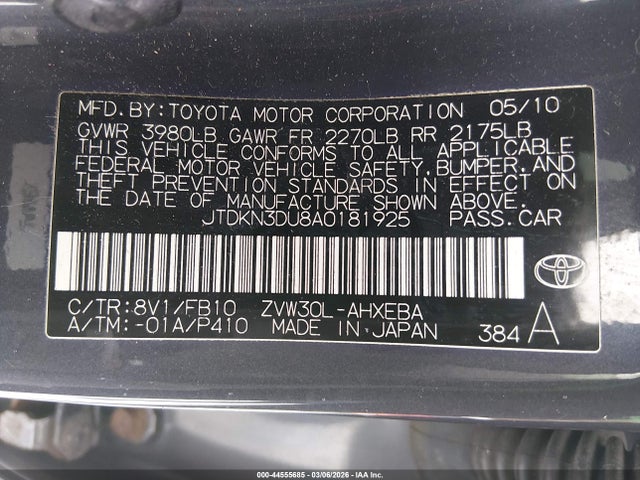 MFD.BY:TOYOTA MOTOR CORPORATION 05/10
GVWR 3980LB GAWR FR 2270LB RR 2175LB
THIS VEHICLE CONFORMS TO ALL APPLICABLE
FEDERAL MOTOR VEHICLE SAFETY,BUMPER,AND
THEFT PREVENTION STANDARDS IN EFFECT ON
THE DATE OF MANUFACTURE SHOWN ABOVE.
JTDKN3DU8A0181925 PASS.CAR
C/TR:8V1/FB10 ZVW30L-AHXEBA
A/TM:-01A/P410 MADE IN JAPAN 384 A
000-44555685 | 03/06/2026 | IAA Inc.